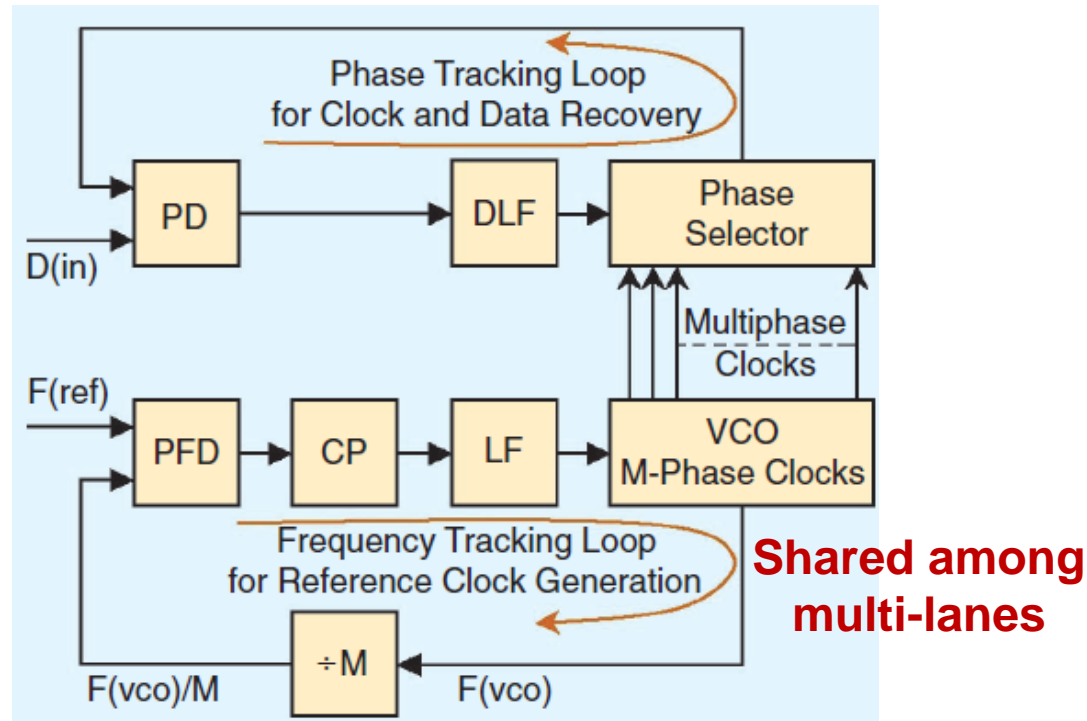 Phase Tracking Loop
for Clock and Data Recovery
PD
DLF
Phase
Selector
D(in)
Multiphase
Clocks
F(ref)
PFD
CP
LF
VCO
M-Phase Clocks
Frequency Tracking Loop
for Reference Clock Generation
Shared among
multi-lanes
÷M
F(vco)/M
F(vco)